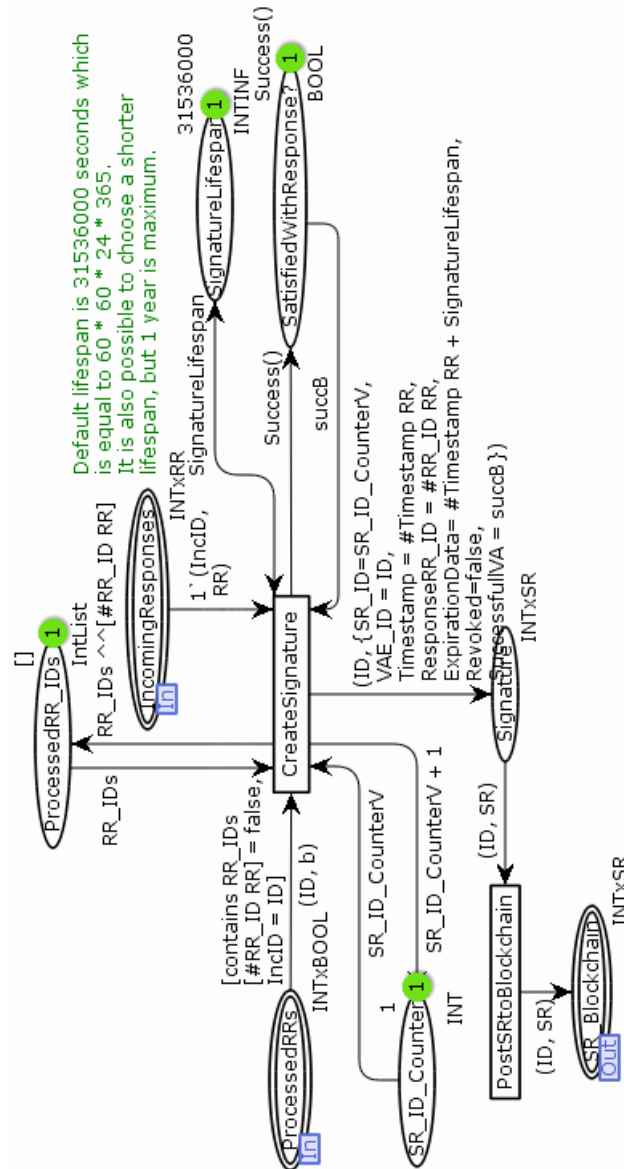 Default lifespan is 31536000 seconds which
is equal to 60 * 60 * 24 * 365.
It is also possible to choose a shorter
lifespan, but 1 year is maximum.
[]
ProcessedRR_IDs
1
IntList
RR_IDs
RR_IDs ^^[#RR_ID RR]
IncomingResponses
In
INTxRR
1`(IncID,
RR)
31536000
SignatureLifespan
1
INTINF
SignatureLifespan
[contains RR_IDs
[#RR_ID RR] = false,
IncID = ID]
ProcessedRRs
In
INTxBOOL
(ID, b)
CreateSignature
Success()
SatisfiedWithResponse?
1
BOOL
Success()
succB
1
SR_ID_Counter
1
INT
SR_ID_CounterV
SR_ID_CounterV + 1
(ID, {SR_ID=SR_ID_CounterV,
VAE_ID = ID,
Timestamp = #Timestamp RR,
ResponseRR_ID = #RR_ID RR,
ExpirationData= #Timestamp RR + SignatureLifespan,
Revoked=false,
SuccessfullVA = succB})
Signature
INTxSR
(ID, SR)
PostSRtoBlockchain
(ID, SR)
SR_Blockchain
Out
INTxSR